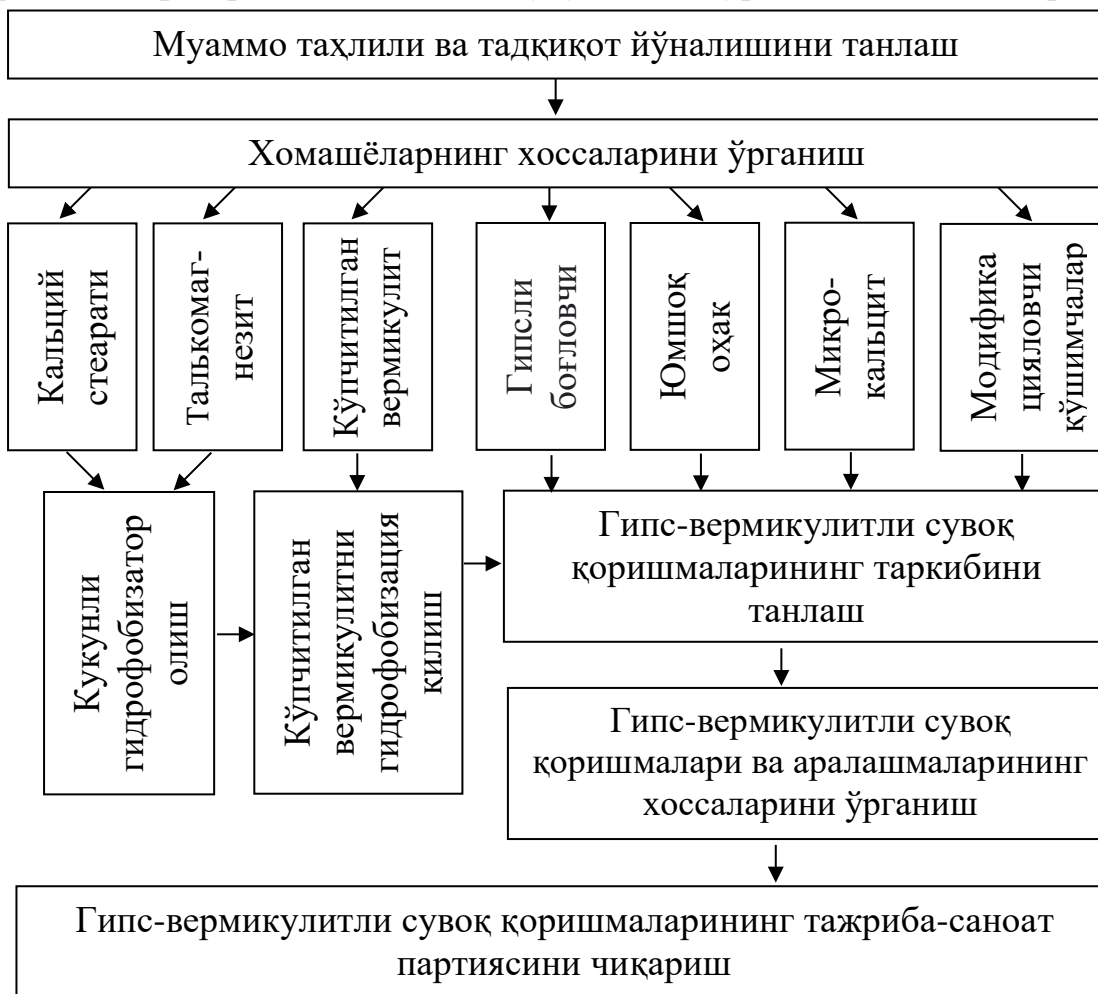 Муаммо таҳлили ва тадқиқот йўналишини танлаш
Хомашёларнинг хоссаларини ўрганиш
Кальций
стеарати
Талькомаг-
незит
Кўпчитилган
вермикулит
Гипсли
боғловчи
Юмшоқ
оҳак
Микро-
кальцит
Модифика
цияловчи
қўшимчалар
Кукунли
гидрофобизатор
олиш
Кўпчитилган
вермикулитни
гидрофобизация
килиш
Гипс-вермикулитли сувоқ
қоришмаларининг таркибини
танлаш
Гипс-вермикулитли сувоқ
қоришмалари ва аралашмаларининг
хоссаларини ўрганиш
Гипс-вермикулитли сувоқ қоришмаларининг тажриба-саноат
партиясини чиқариш